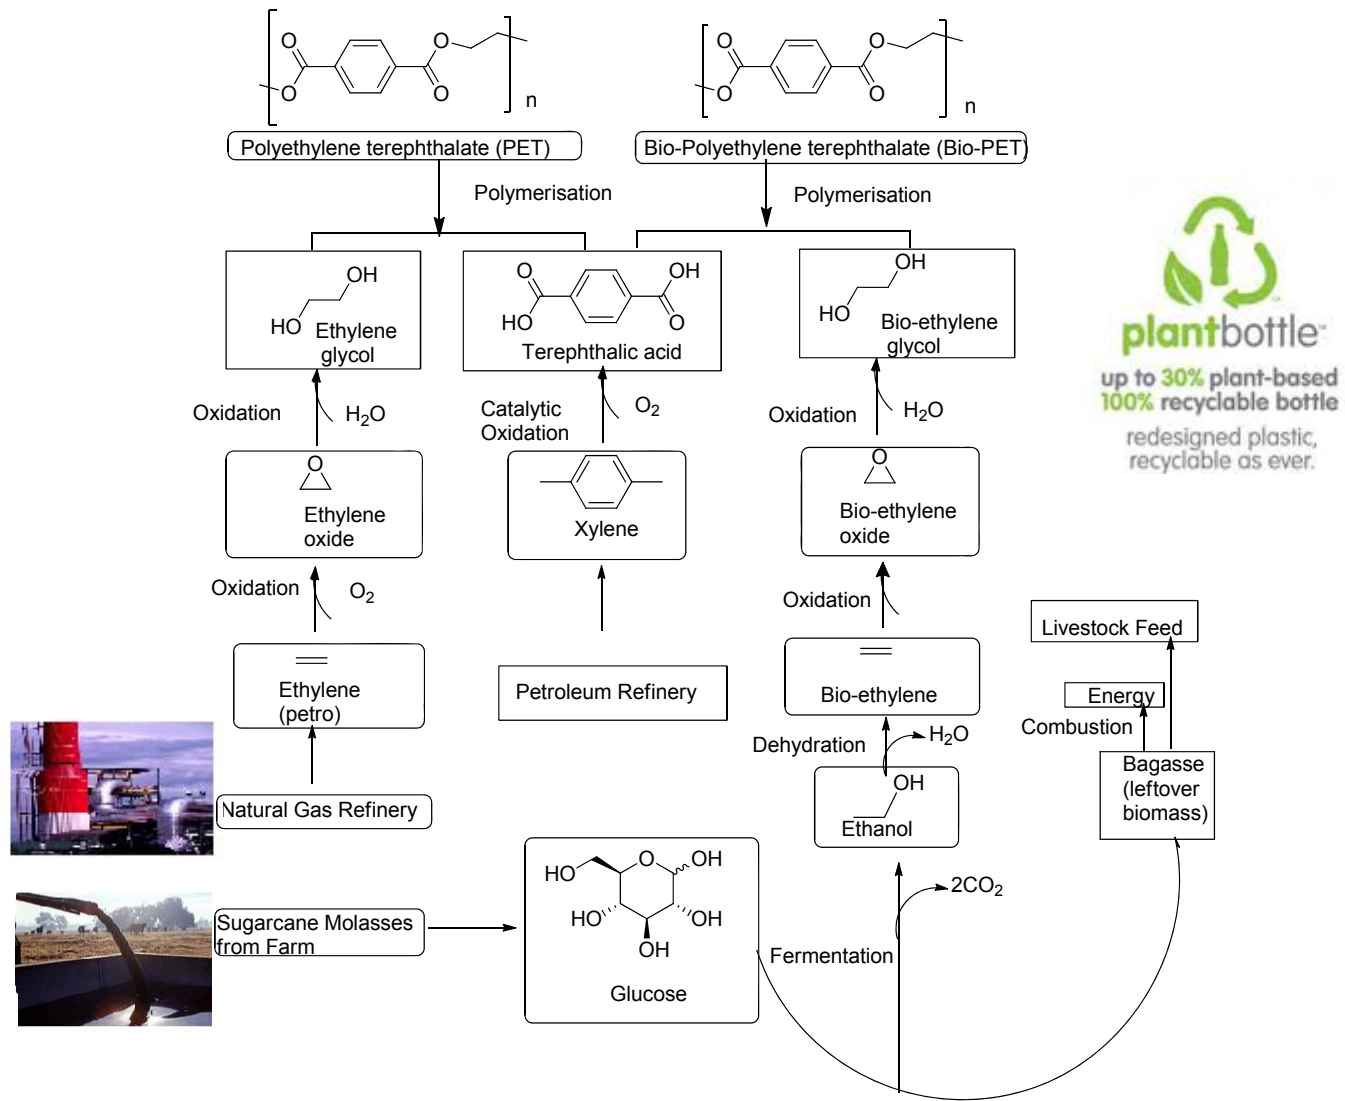 O
O
O
O
n
O
O
O
O
n
Polyethylene terephthalate (PET)
Bio-Polyethylene terephthalate (Bio-PET)
Polymerisation
Polymerisation
OH
HO
Ethylene
glycol
O
OH
HO
O
Terephthalic acid
OH
HO
Bio-ethylene
glycol
plantbottle™
up to 30% plant-based
100% recyclable bottle
redesigned plastic,
recyclable as ever.
Oxidation
H2O
Catalytic
Oxidation
O2
Oxidation
H2O
O
Ethylene
oxide
Xylene
O
Bio-ethylene
oxide
Oxidation
O2
Oxidation
Livestock Feed
Ethylene
(petro)
Petroleum Refinery
Bio-ethylene
Energy
Combustion
Dehydration
H2O
Bagasse
(leftover
biomass)
Natural Gas Refinery
OH
Ethanol
HO
O
OH
HO
OH
OH
Glucose
2CO2
Sugarcane Molasses
from Farm
Fermentation